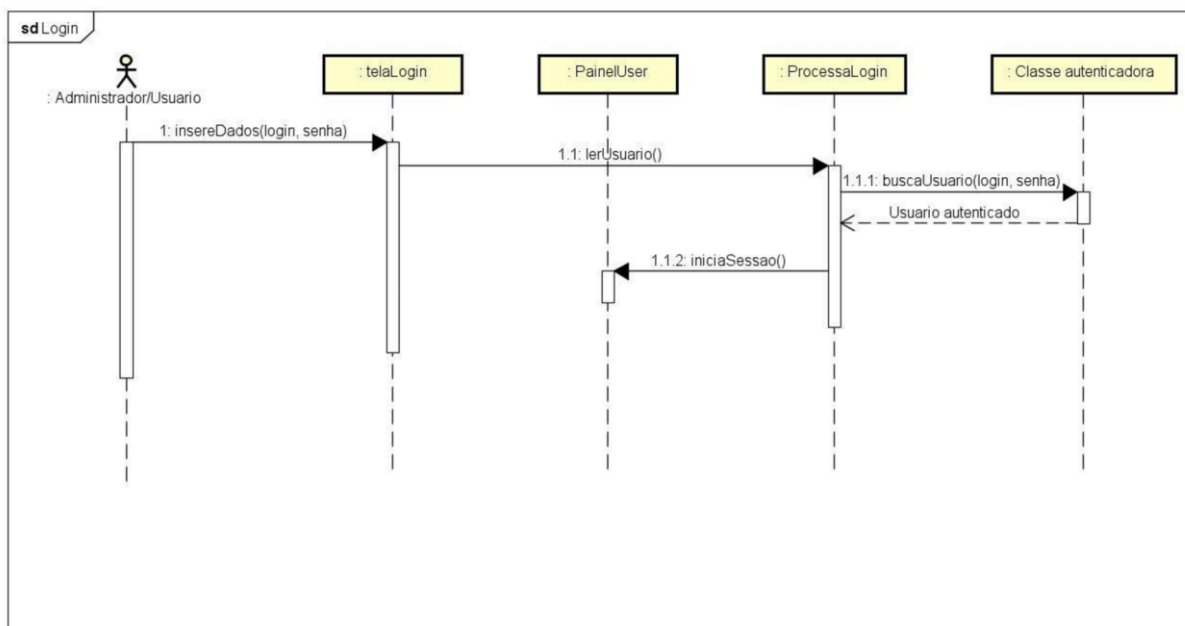 sd Login
: Administrador/Usuario
: telaLogin
: PainelUser
: ProcessaLogin
: Classe autenticadora
1: insereDados(login, senha)
1.1: lerUsuario()
1.1.1: buscaUsuario(login, senha)
Usuario autenticado
1.1.2: iniciaSessao()